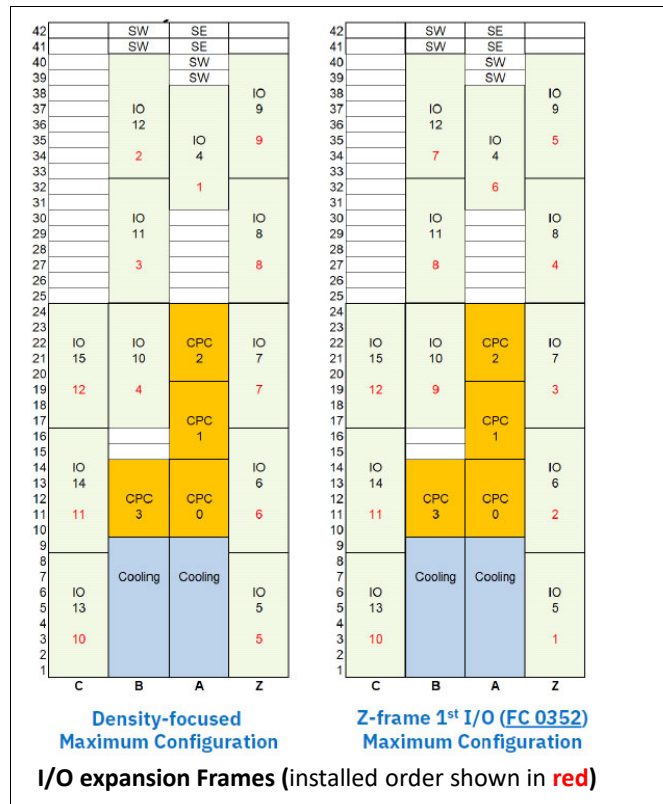 42 SW SE
41 SW SE
40 SW
39 SW
38 IO
37 IO 9
36 12
35 IO 9
34 2 4
33
32 1
31
30 IO IO
29 11 8
28
27 3 8
26
25
24
23
22 IO IO CPC IO
21 15 10 2 7
20
19 12 4 7
18
17 CPC
16 1
15
14 IO IO
13 14 6
12 CPC CPC
11 11 3 0 6
10
9
8
7 Cooling Cooling
6 IO IO
5 13 5
4
3 10 5
2
1
C B A Z
Density-focused
Maximum Configuration
42 SW SE
41 SW SE
40 SW
39 SW
38 IO
37 IO 9
36 12
35 IO 5
34 7 4
33
32 6
31
30 IO IO
29 11 8
28
27 8 4
26
25
24
23
22 IO IO CPC IO
21 15 10 2 7
20
19 12 9 3
18
17 CPC
16 1
15
14 IO IO
13 14 6
12 CPC CPC
11 11 3 0 2
10
9
8
7 Cooling Cooling
6 IO IO
5 13 5
4
3 10 1
2
1
C B A Z
Z-frame 1st I/O (FC 0352)
Maximum Configuration
I/O expansion Frames (installed order shown in red)